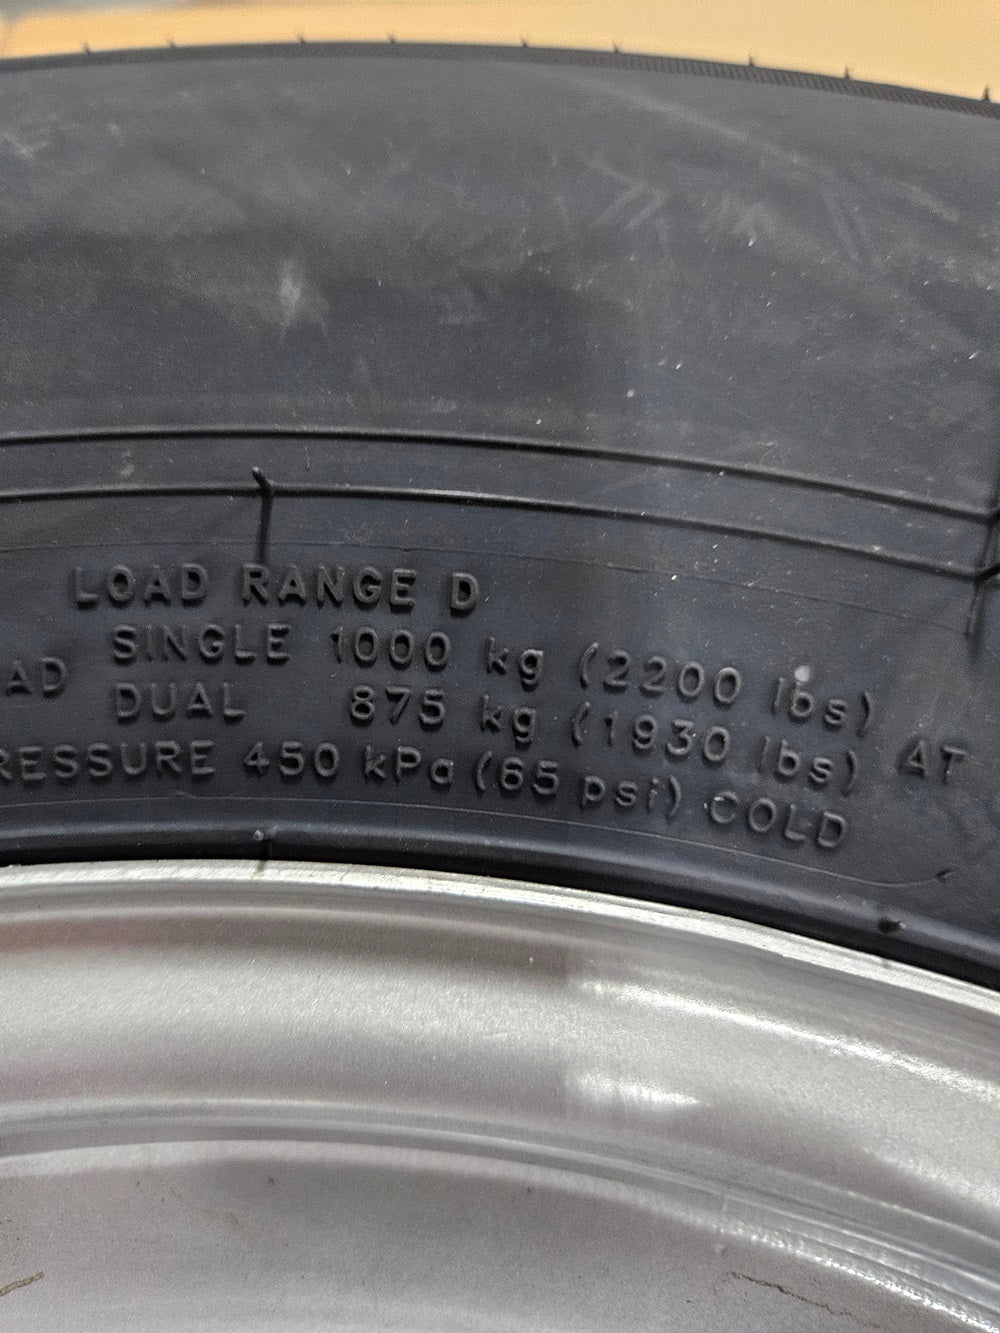 LOAD RANGE D
SINGLE 1000 kg (2200 lbs)
AD DUAL 875 kg (1930 lbs) AT
RESSURE 450 kPa (65 psi) COLD